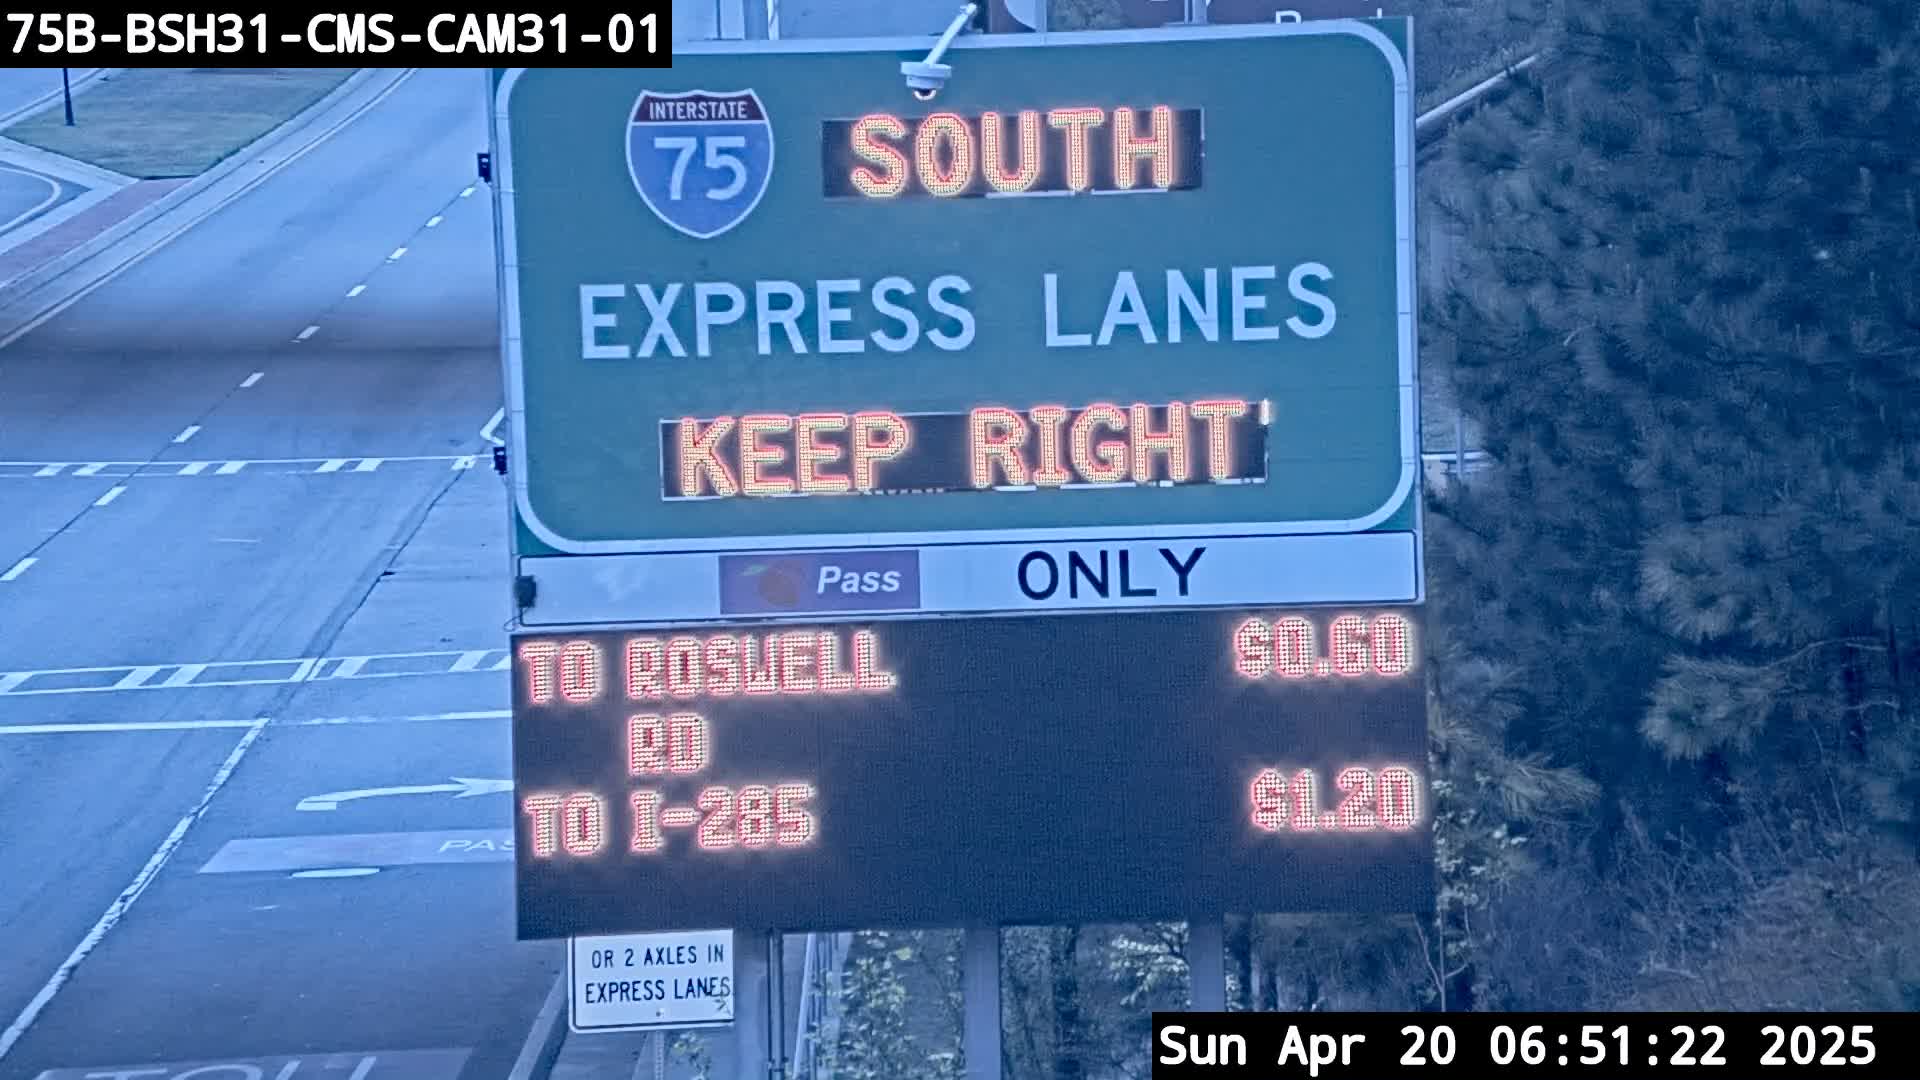 75B-BSH31-CMS-CAM31-01
INTERSTATE
75
SOUTH
EXPRESS LANES
KEEP RIGHT
Pass ONLY
TO ROSWELL $0.60
RD
TO I-285 $1.20
OR 2 AXLES IN
EXPRESS LANES
TOLL
Sun Apr 20 06:51:22 2025